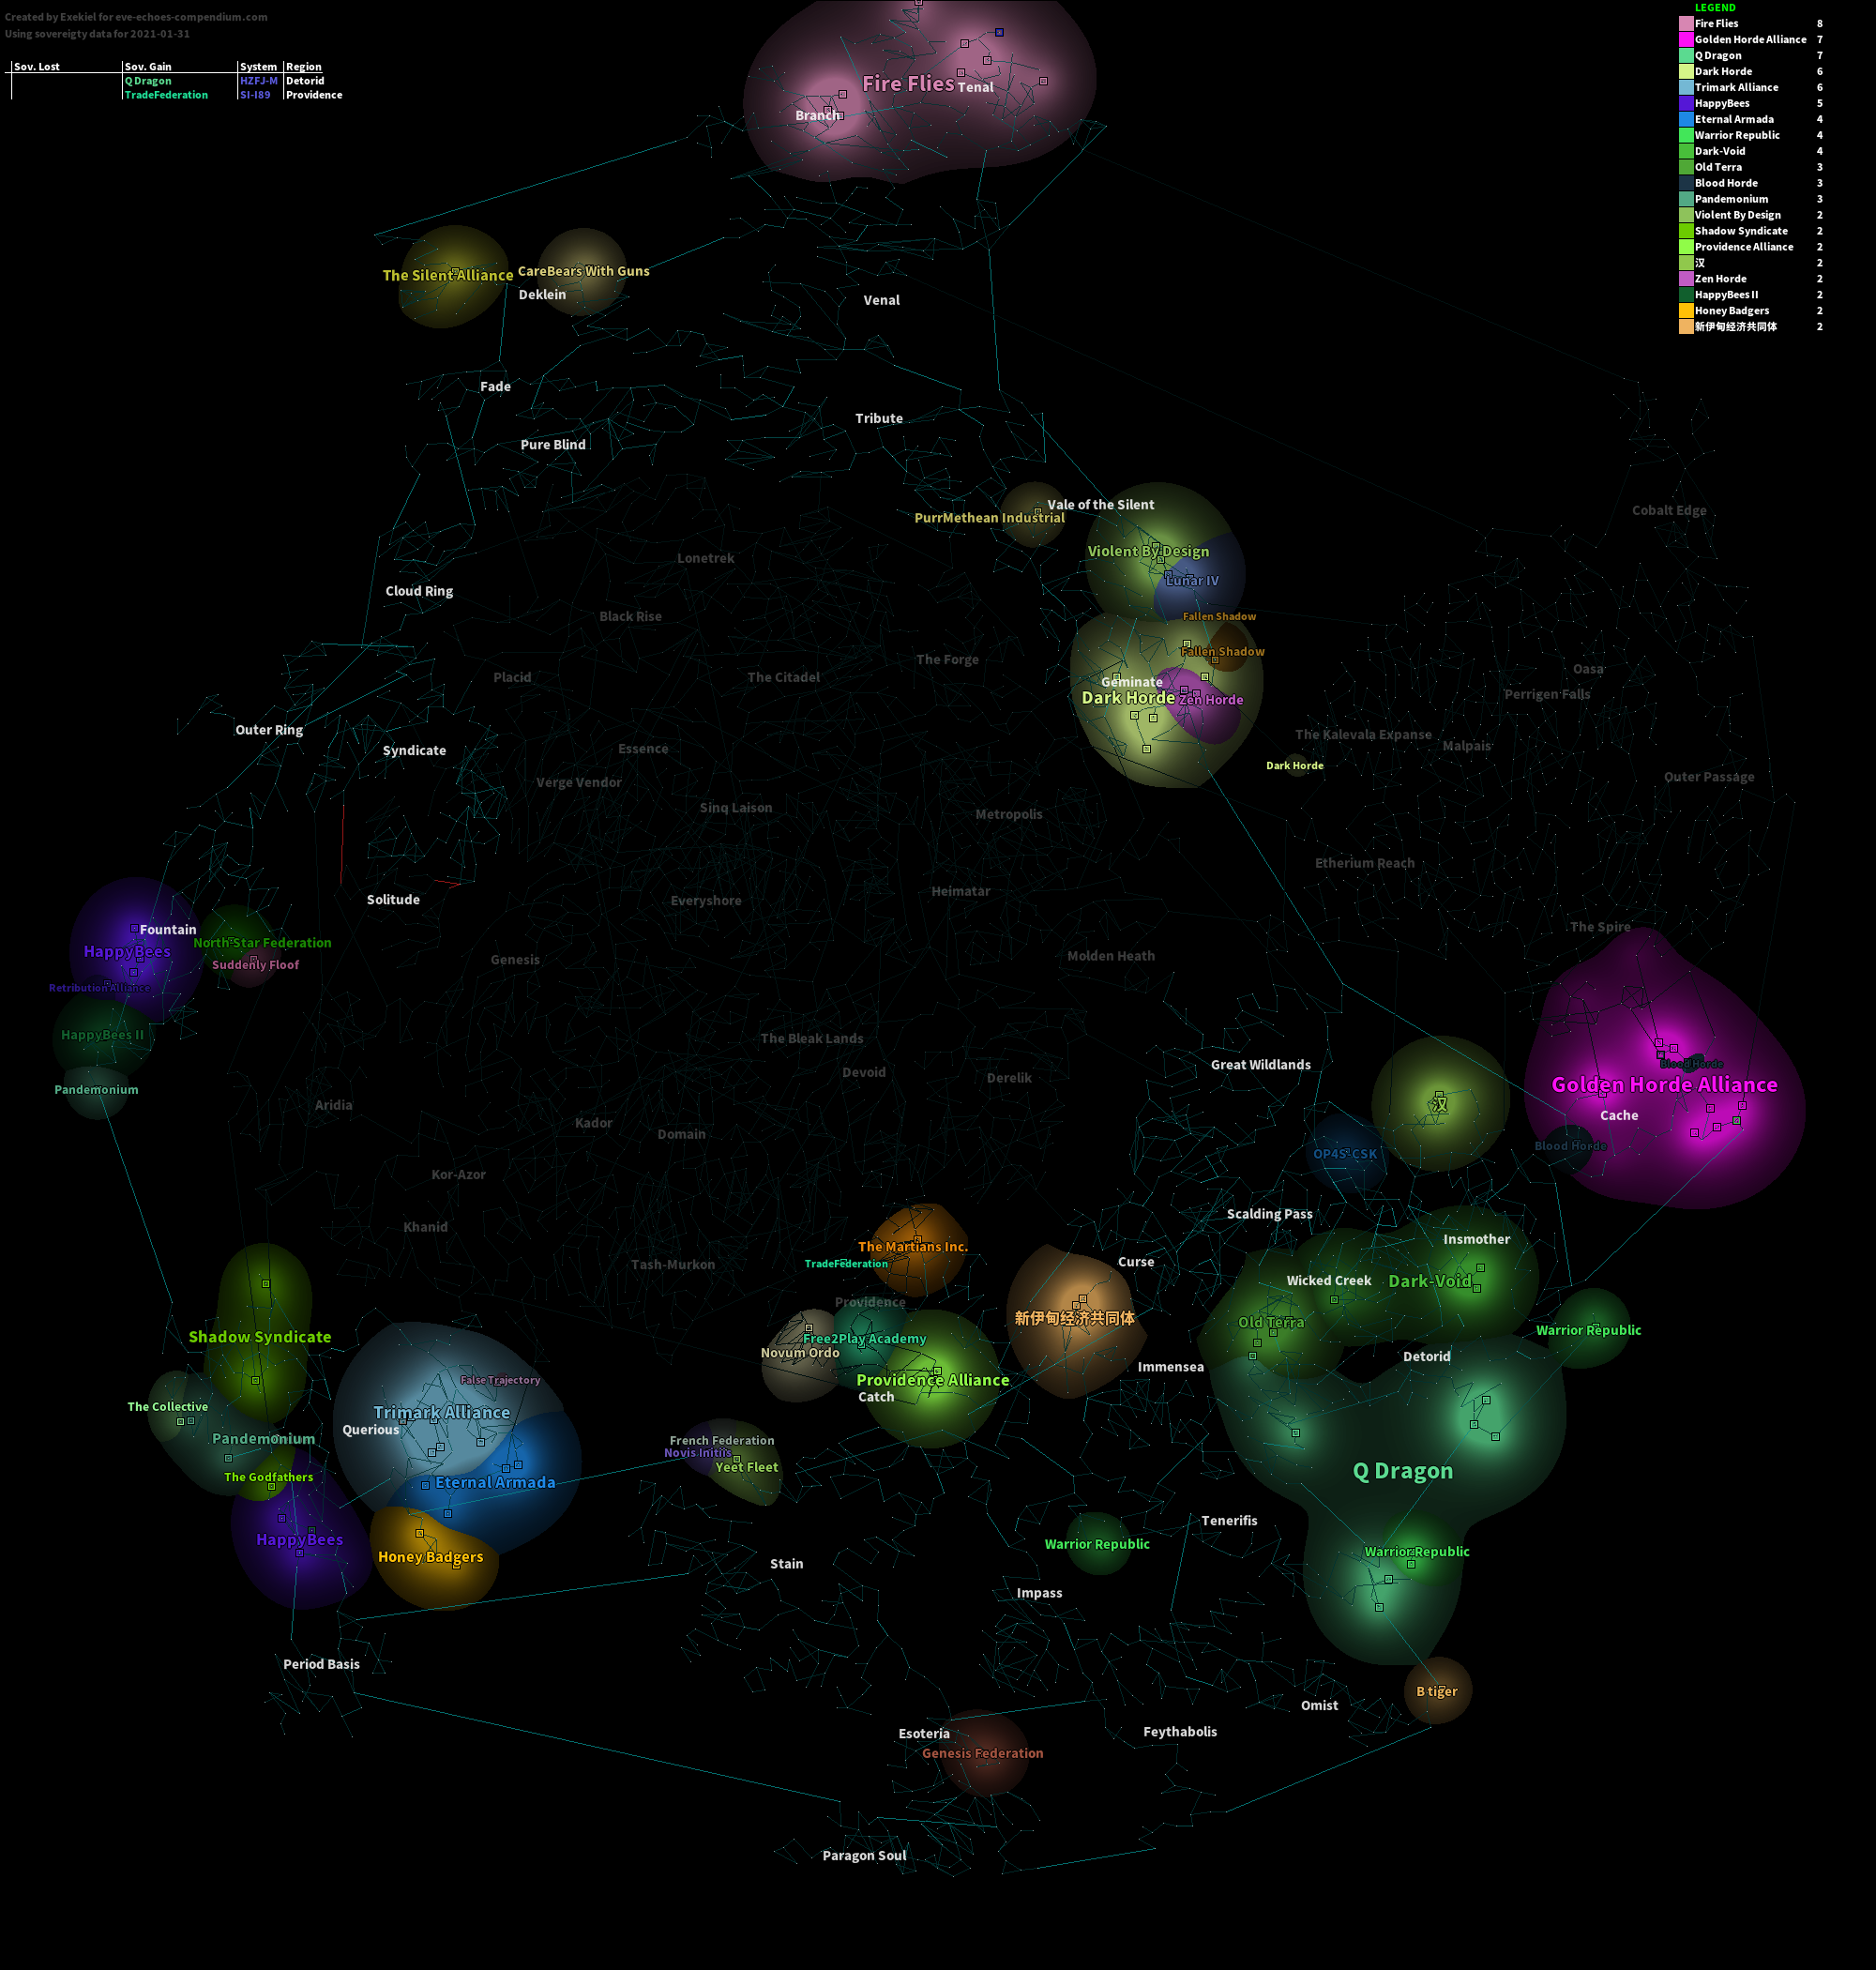 Created by Exekiel for eve-echoes-compendium.com
Using sovereigty data for 2021-01-31
Sov. Lost Sov. Gain System Region
Q Dragon HZFJ-M Detorid
TradeFederation SI-I89 Providence
LEGEND
Fire Flies 8
Golden Horde Alliance 7
Q Dragon 7
Dark Horde 6
Trimark Alliance 6
HappyBees 5
Eternal Armada 4
Warrior Republic 4
Dark-Void 4
Old Terra 3
Blood Horde 3
Pandemonium 3
Violent By Design 2
Shadow Syndicate 2
Providence Alliance 2
汉 2
Zen Horde 2
HappyBees II 2
Honey Badgers 2
新伊甸经济共同体 2
Fire Flies
Tenal
Branch
The Silent Alliance
CareBears With Guns
Deklein
Venal
Fade
Tribute
Pure Blind
Vale of the Silent
PurrMethean Industrial
Cobalt Edge
Violent By Design
Lonetrek
Lunar IV
Cloud Ring
Black Rise
Fallen Shadow
Fallen Shadow
The Forge
Oasa
Placid
The Citadel
Geminate
Perrigen Falls
Dark Horde
Zen Horde
Outer Ring
The Kalevala Expanse
Syndicate
Essence
Malpais
Dark Horde
Outer Passage
Verge Vendor
Sinq Laison
Metropolis
Etherium Reach
Heimatar
Solitude
Everyshore
Fountain
The Spire
North Star Federation
HappyBees
Molden Heath
Genesis
Suddenly Floof
Retribution Alliance
HappyBees II
The Bleak Lands
Great Wildlands
Blood Horde
Devoid
Derelik
Golden Horde Alliance
Pandemonium
汉
Aridia
Cache
Kador
Domain
Blood Horde
OP4S-CSK
Kor-Azor
Scalding Pass
Khanid
Insmother
The Martians Inc.
Curse
TradeFederation
Tash-Murkon
Wicked Creek
Dark-Void
Providence
新伊甸经济共同体
Old Terra
Warrior Republic
Shadow Syndicate
Free2Play Academy
Novum Ordo
Detorid
Immensea
False Trajectory
Providence Alliance
Catch
The Collective
Trimark Alliance
Querious
Pandemonium
French Federation
Novis Initiis
Yeet Fleet
Q Dragon
The Godfathers
Eternal Armada
Tenerifis
HappyBees
Warrior Republic
Warrior Republic
Honey Badgers
Stain
Impass
Period Basis
B tiger
Omist
Esoteria
Feythabolis
Genesis Federation
Paragon Soul